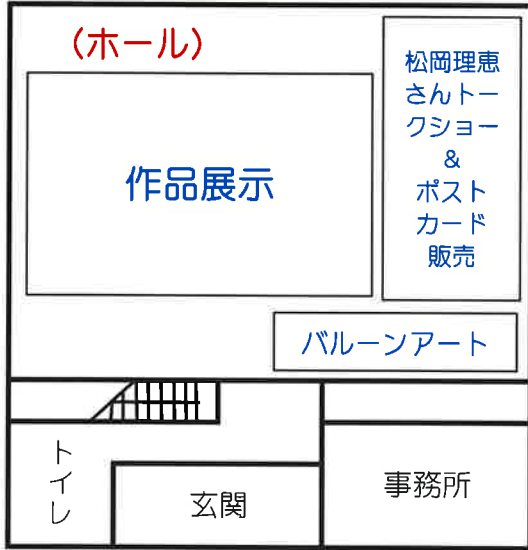 (ホール)
作品展示
松岡理恵
さんトー
クショー
&
ポスト
カード
販売
バルーンアート
トイレ
玄関
事務所